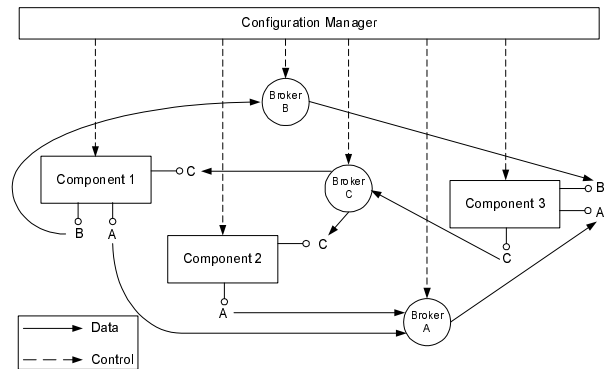 Configuration Manager
Broker
B
Component 1
C
Broker
C
B
A
Component 3
B
A
C
Component 2
C
A
Broker
A
Data
Control